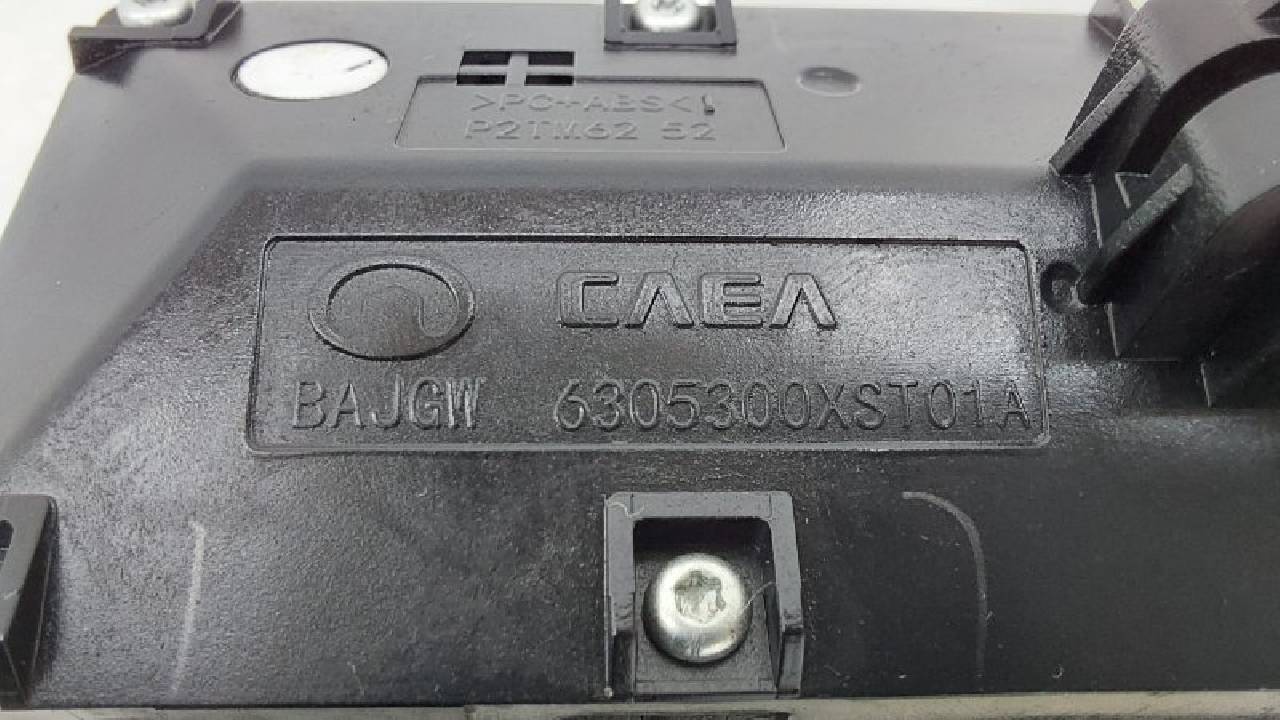 >PC+ABS<
P2TM62 52
CAEA
BAJGW 6305300XST01A